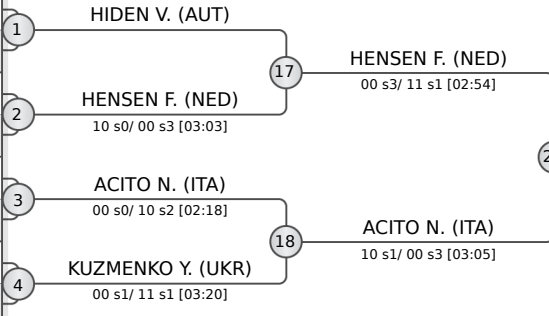 HIDEN V. (AUT)
1
17
HENSEN F. (NED)
00 s3/ 11 s1 [02:54]
HENSEN F. (NED)
2
10 s0/ 00 s3 [03:03]
ACITO N. (ITA)
3
00 s0/ 10 s2 [02:18]
18
ACITO N. (ITA)
10 s1/ 00 s3 [03:05]
KUZMENKO Y. (UKR)
4
00 s1/ 11 s1 [03:20]